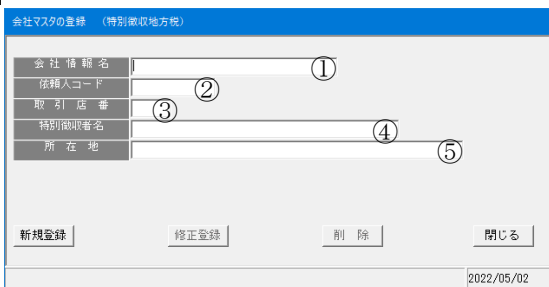 会社マスタの登録 （特別徴収地方税）
会社情報名 ①
依頼人コード ②
取引店番 ③
特別徴収者名 ④
所在地 ⑤
新規登録 修正登録 削除 閉じる
2022/05/02